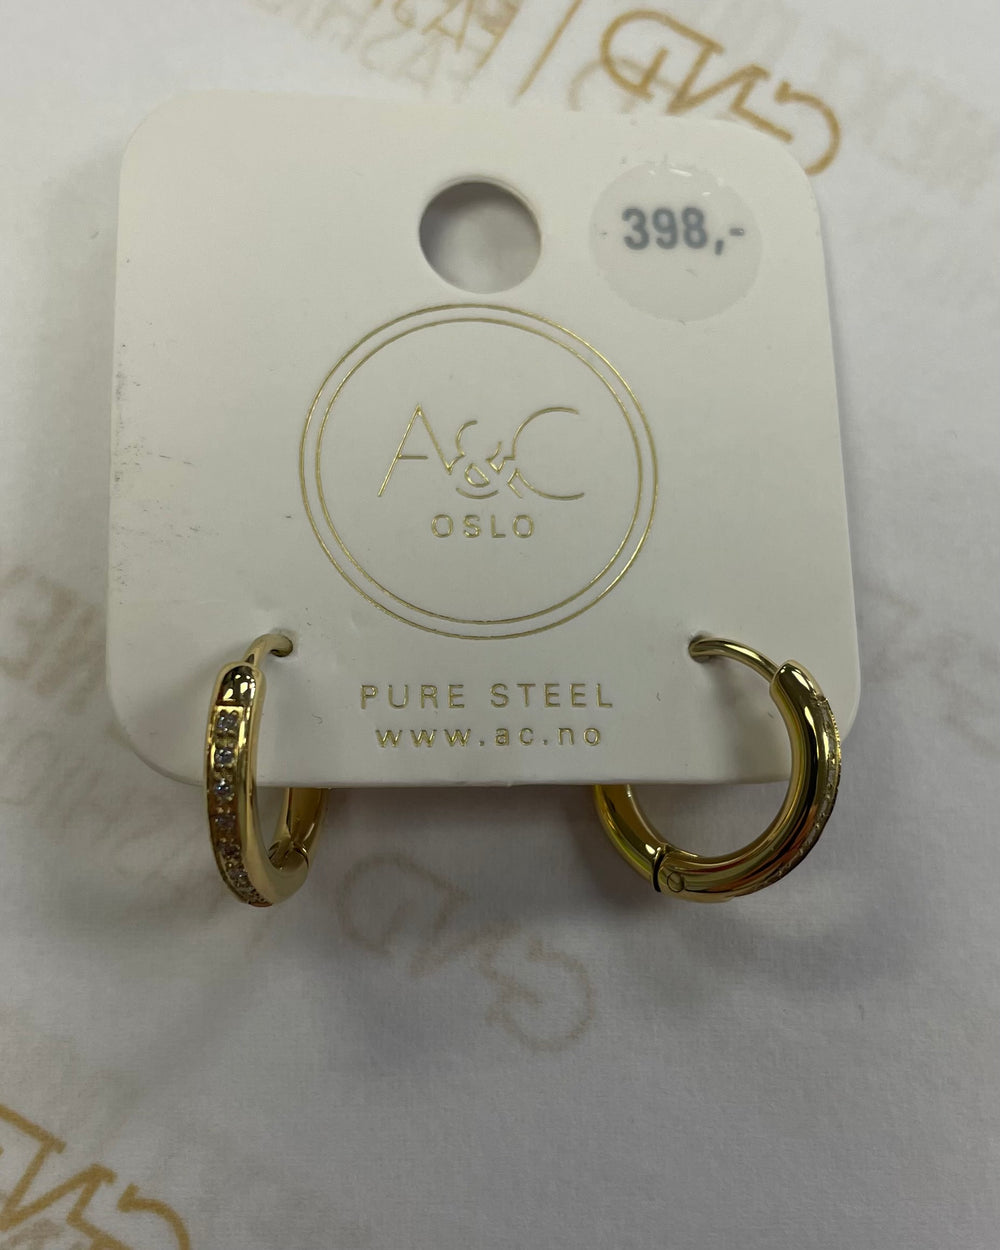 398,-
A&C
OSLO
PURE STEEL
www.ac.no